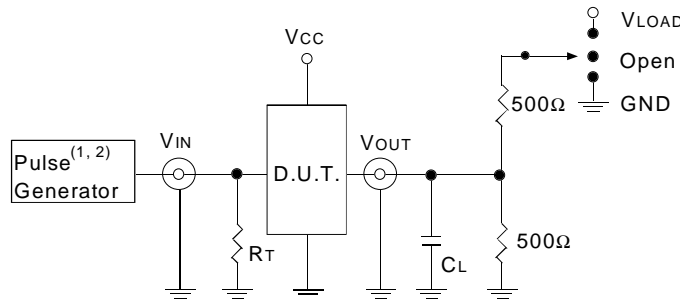 VLOAD
VCC
Open
500Ω
GND
VIN
VOUT
Pulse(1, 2)
Generator
D.U.T.
RT
CL
500Ω